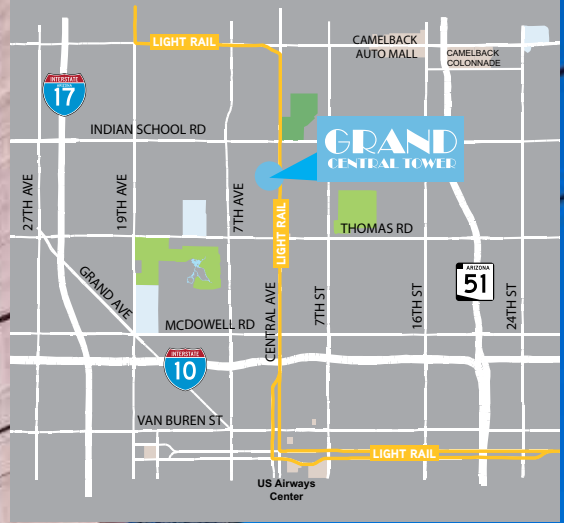 LIGHT RAIL
CAMELBACK
AUTO MALL
CAMELBACK
COLONNADE
INTERSTATE
ARIZONA
17
INDIAN SCHOOL RD
GRAND
CENTRAL TOWER
27TH AVE
19TH AVE
7TH AVE
LIGHT RAIL
THOMAS RD
GRAND AVE
CENTRAL AVE
7TH ST
16TH ST
ARIZONA
51
24TH ST
MCDOWELL RD
INTERSTATE
10
VAN BUREN ST
LIGHT RAIL
US Airways
Center